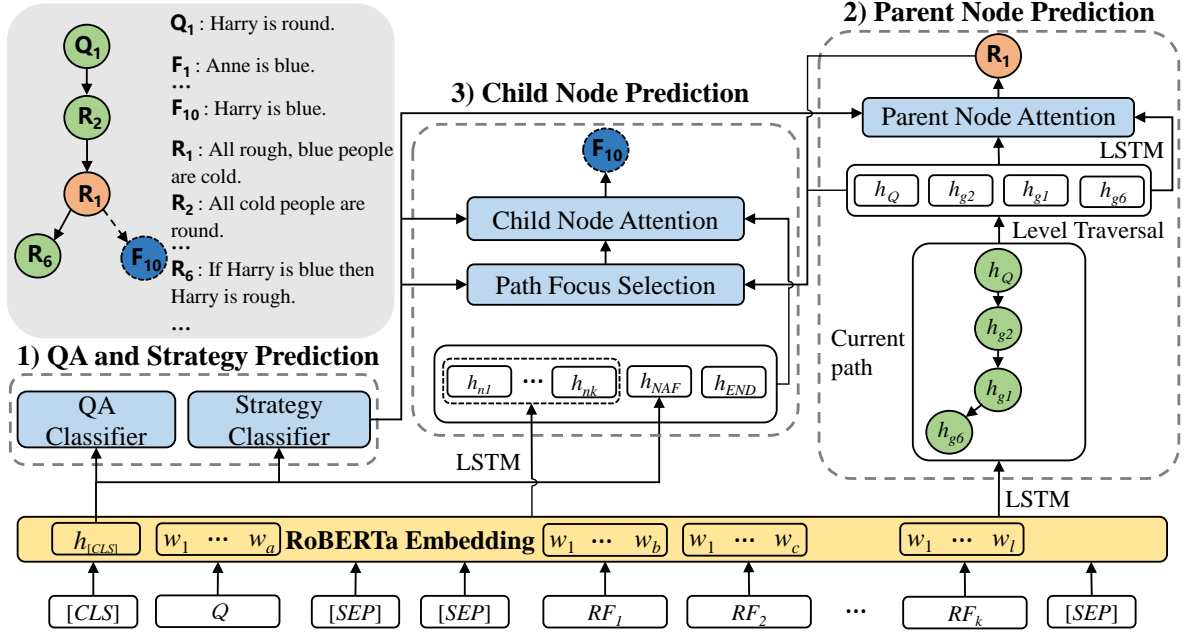 Q1
R2
R1
R6
F10
Q1 : Harry is round.
F1 : Anne is blue.
...
F10 : Harry is blue.
R1 : All rough, blue people
are cold.
R2 : All cold people are
round.
...
R6 : If Harry is blue then
Harry is rough.
...
1) QA and Strategy Prediction
QA
Classifier
Strategy
Classifier
3) Child Node Prediction
F10
Child Node Attention
Path Focus Selection
hn1 ... hnk hNAF hEND
LSTM
2) Parent Node Prediction
R1
Parent Node Attention
LSTM
hQ hg2 hg1 hg6
Level Traversal
Current
path
hQ
hg2
hg1
hg6
LSTM
h[CLS] w1 ... wa RoBERTa Embedding w1 ... wb w1 ... wc w1 ... wl
[CLS] Q [SEP] [SEP] RF1 RF2 ... RFk [SEP]